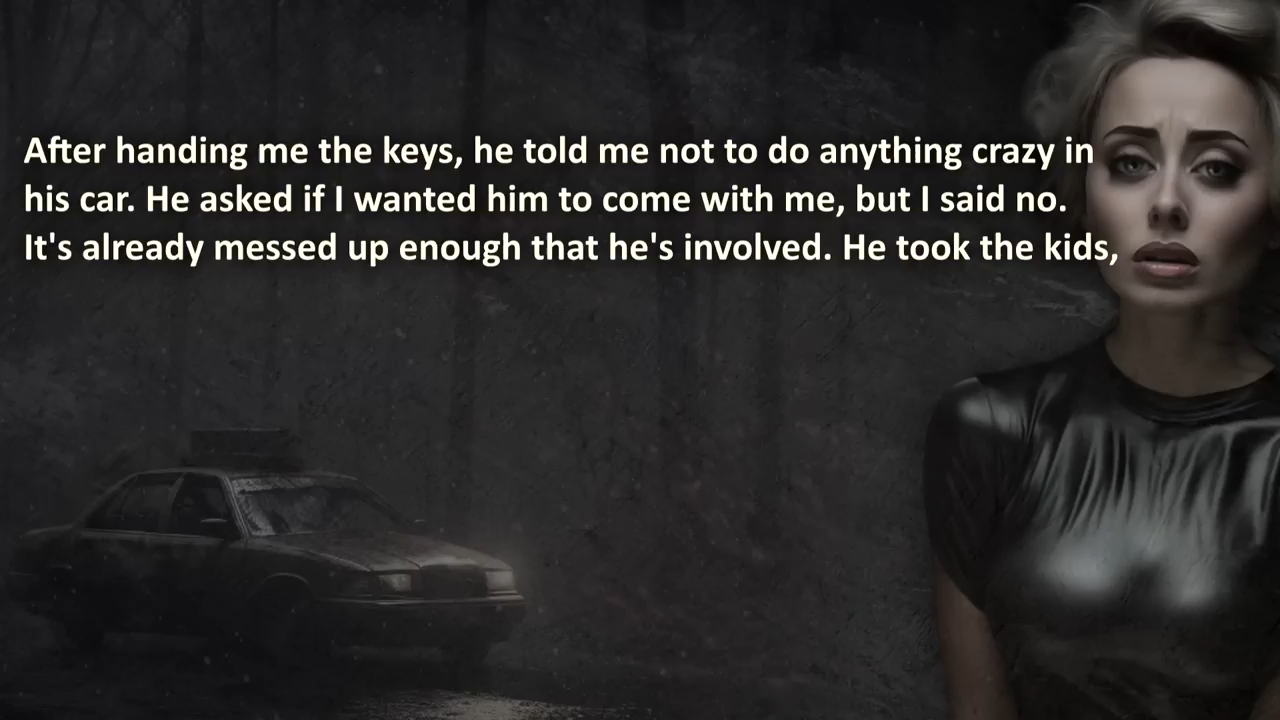 After handing me the keys, he told me not to do anything crazy in
his car. He asked if I wanted him to come with me, but I said no.
It's already messed up enough that he's involved. He took the kids,